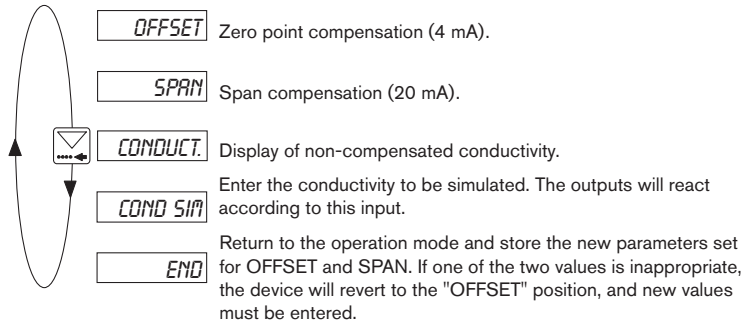 OFFSET Zero point compensation (4 mA).
SPAN Span compensation (20 mA).
CONDUCT. Display of non-compensated conductivity.
Enter the conductivity to be simulated. The outputs will react
COND SIM according to this input.
Return to the operation mode and store the new parameters set
END for OFFSET and SPAN. If one of the two values is inappropriate,
the device will revert to the "OFFSET" position, and new values
must be entered.